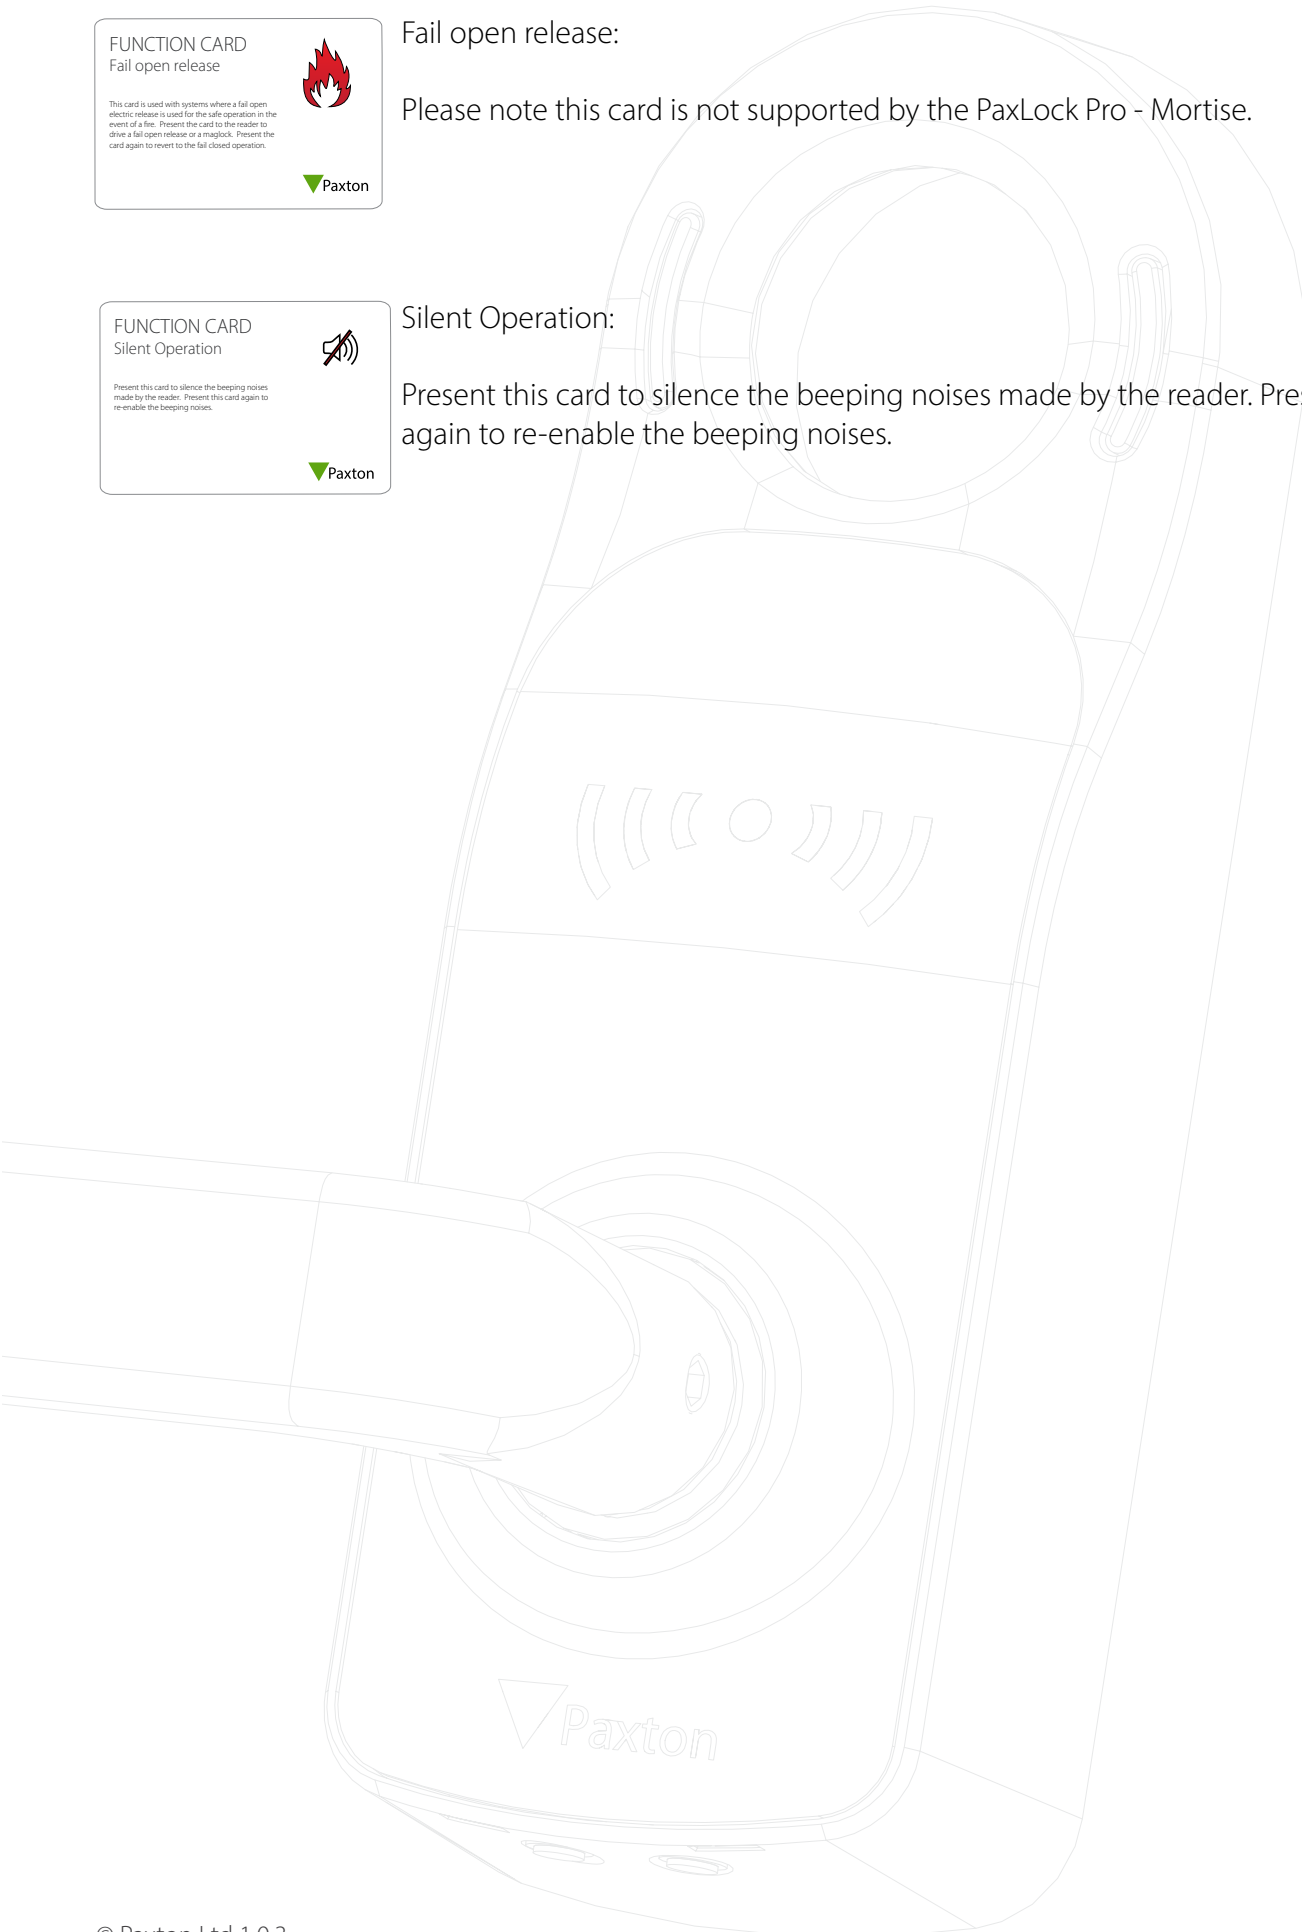 FUNCTION CARD
Fail open release
This card is used with systems where a fail open
electric release is used for the safe operation in the
event of a fire. Present the card to the reader to
drive a fail open release or a maglock. Present the
card again to revert to the fail closed operation.
Paxton
Fail open release:
Please note this card is not supported by the PaxLock Pro - Mortise.
FUNCTION CARD
Silent Operation
Present this card to silence the beeping noises
made by the reader. Present this card again to
re-enable the beeping noises.
Paxton
Silent Operation:
Present this card to silence the beeping noises made by the reader.
again to re-enable the beeping noises.
Paxton
© Paxton Ltd 1.0.2